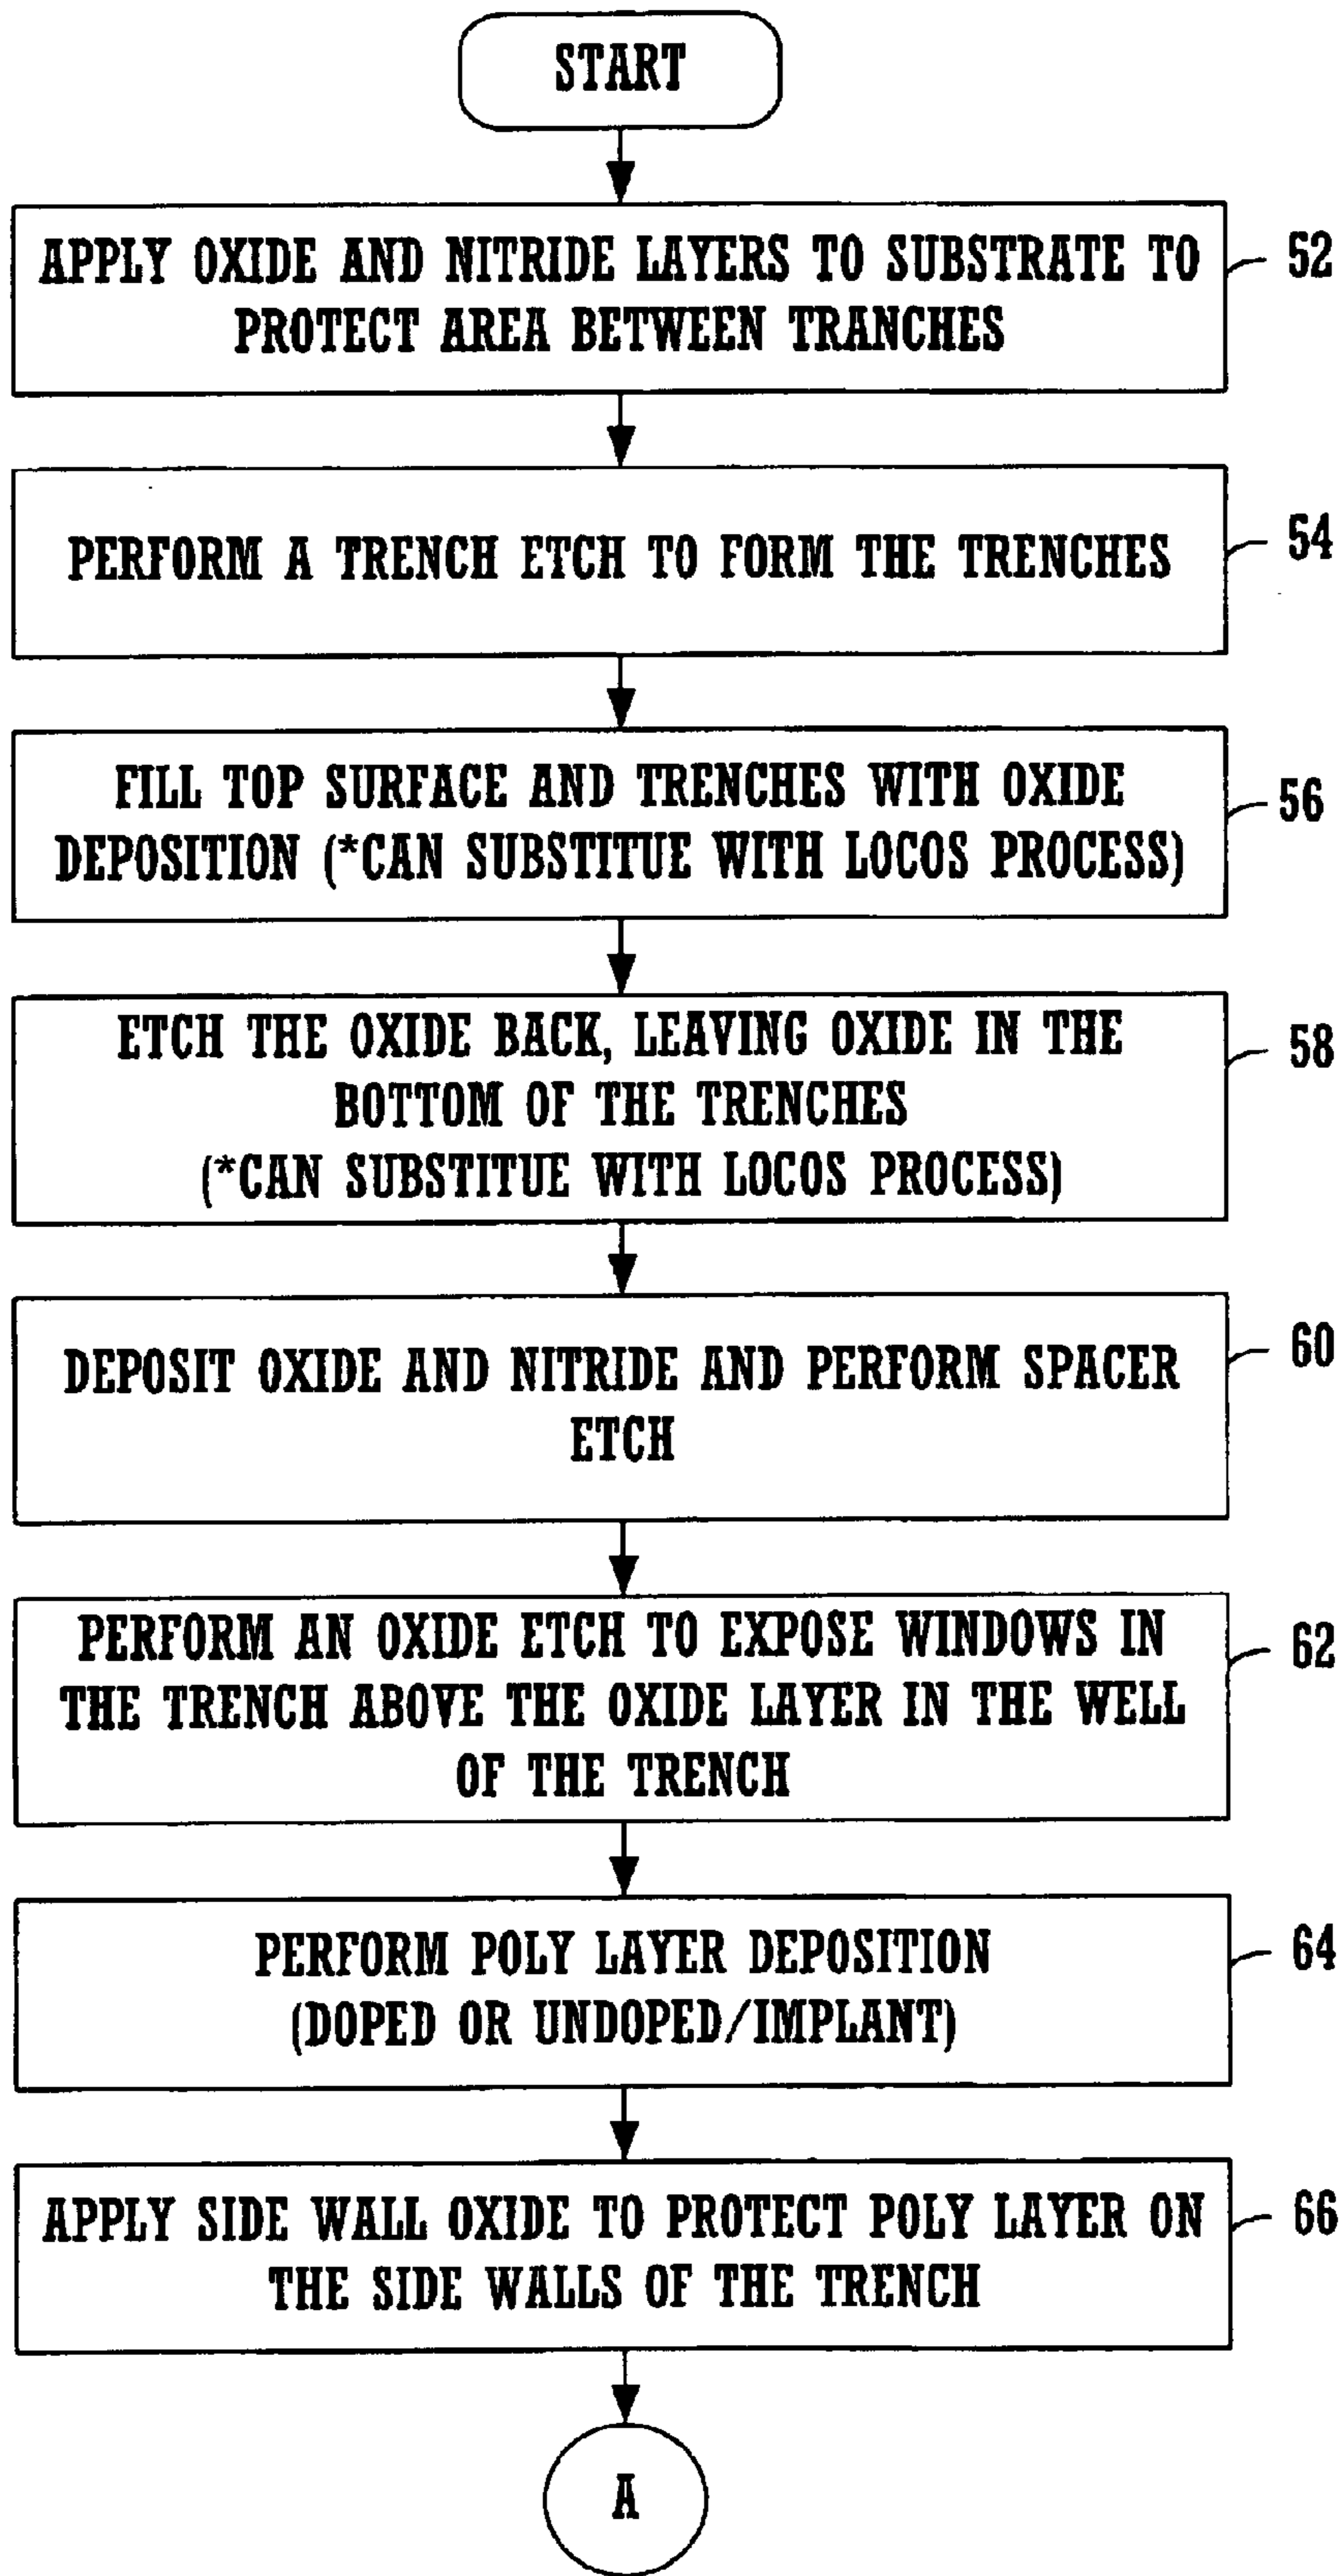 START
APPLY OXIDE AND NITRIDE LAYERS TO SUBSTRATE TO
PROTECT AREA BETWEEN TRANCHES
52
PERFORM A TRENCH ETCH TO FORM THE TRENCHES
54
FILL TOP SURFACE AND TRENCHES WITH OXIDE
DEPOSITION (*CAN SUBSTITUE WITH LOCOS PROCESS)
56
ETCH THE OXIDE BACK, LEAVING OXIDE IN THE
BOTTOM OF THE TRENCHES
(*CAN SUBSTITUE WITH LOCOS PROCESS)
58
DEPOSIT OXIDE AND NITRIDE AND PERFORM SPACER
ETCH
60
PERFORM AN OXIDE ETCH TO EXPOSE WINDOWS IN
THE TRENCH ABOVE THE OXIDE LAYER IN THE WELL
OF THE TRENCH
62
PERFORM POLY LAYER DEPOSITION
(DOPED OR UNDOPED/IMPLANT)
64
APPLY SIDE WALL OXIDE TO PROTECT POLY LAYER ON
THE SIDE WALLS OF THE TRENCH
66
A